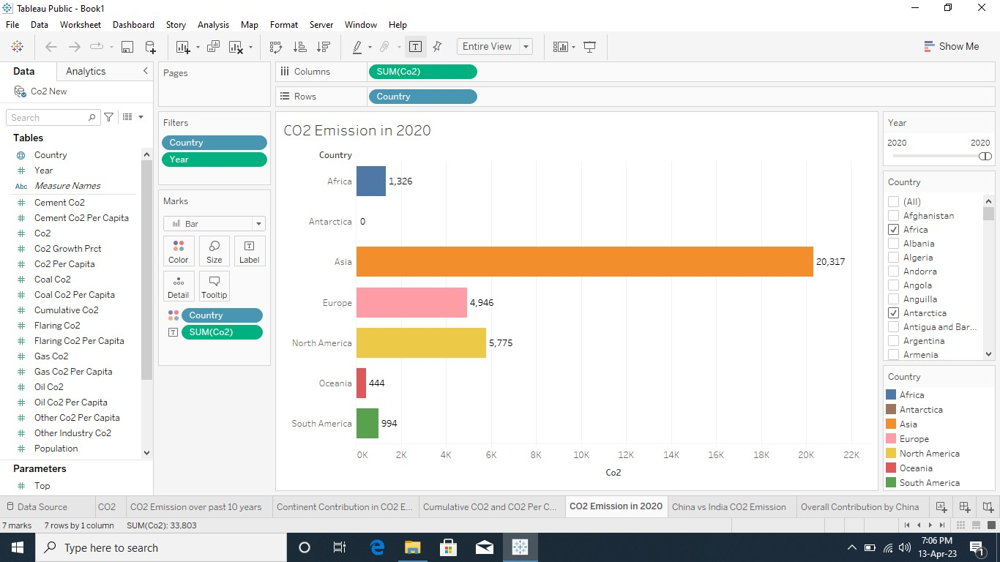 Tableau Public - Book1
File Data Worksheet Dashboard Story Analysis Map Format Server Window Help
Entire View
Show Me
Data Analytics
Co2 New
Search
Tables
Country
Year
Abc Measure Names
Cement Co2
Cement Co2 Per Capita
Co2
Co2 Growth Prct
Co2 Per Capita
Coal Co2
Coal Co2 Per Capita
Cumulative Co2
Flaring Co2
Flaring Co2 Per Capita
Gas Co2
Gas Co2 Per Capita
Oil Co2
Oil Co2 Per Capita
Other Co2 Per Capita
Other Industry Co2
Population
Parameters
Top
Pages
Filters
Country
Year
Marks
Bar
Color Size Label
Detail Tooltip
Country
SUM(Co2)
Columns SUM(Co2)
Rows Country
CO2 Emission in 2020
Country
Africa 1,326
Antarctica 0
Asia 20,317
Europe 4,946
North America 5,775
Oceania 444
South America 994
0K 2K 4K 6K 8K 10K 12K 14K 16K 18K 20K 22K
Co2
Year
2020 2020
Country
(All)
Afghanistan
Africa
Albania
Algeria
Andorra
Angola
Anguilla
Antarctica
Antigua and Bar...
Argentina
Armenia
Country
Africa
Antarctica
Asia
Europe
North America
Oceania
South America
Data Source CO2 CO2 Emission over past 10 years Continent Contribution in CO2 E... Cumulative CO2 and CO2 Per C... CO2 Emission in 2020 China vs India CO2 Emission Overall Contribution by China
7 marks 7 rows by 1 column SUM(Co2): 33,803
Type here to search
7:06 PM
13-Apr-23
1